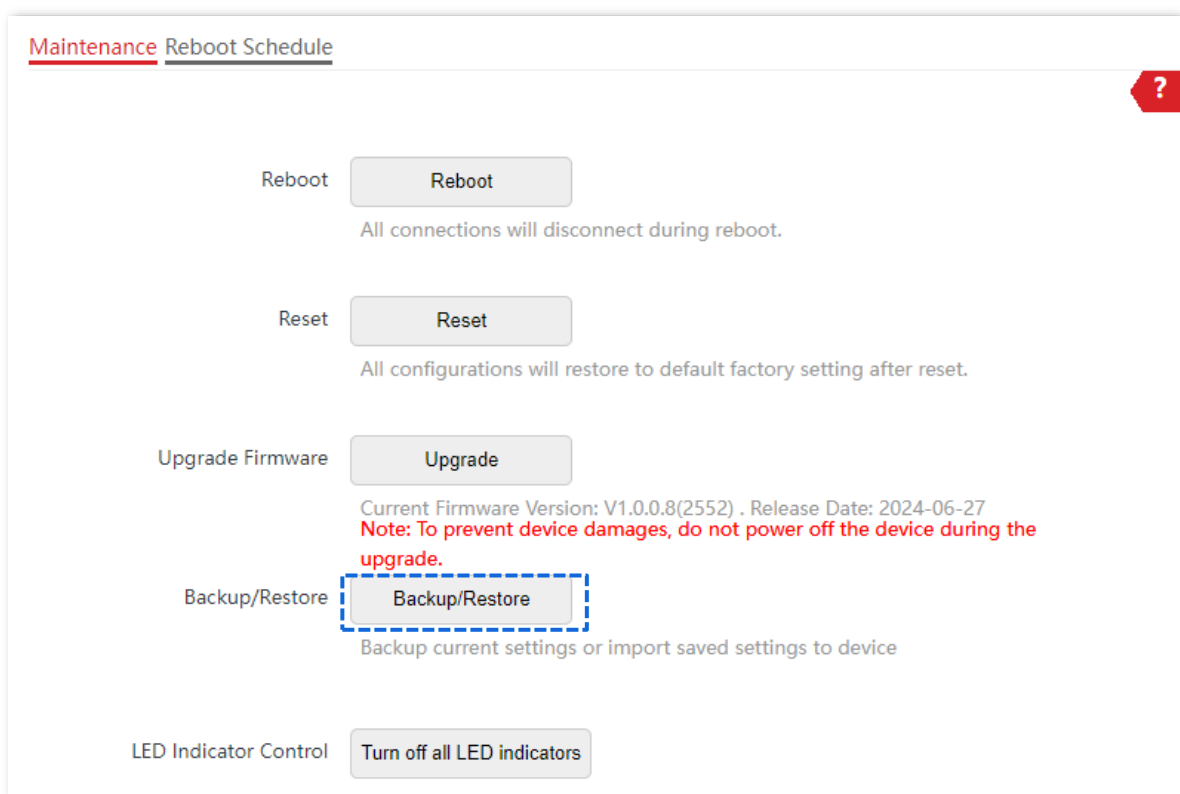 Maintenance Reboot Schedule
?
Reboot Reboot
All connections will disconnect during reboot.
Reset Reset
All configurations will restore to default factory setting after reset.
Upgrade Firmware Upgrade
Current Firmware Version: V1.0.0.8(2552) . Release Date: 2024-06-27
Note: To prevent device damages, do not power off the device during the
upgrade.
Backup/Restore Backup/Restore
Backup current settings or import saved settings to device
LED Indicator Control Turn off all LED indicators